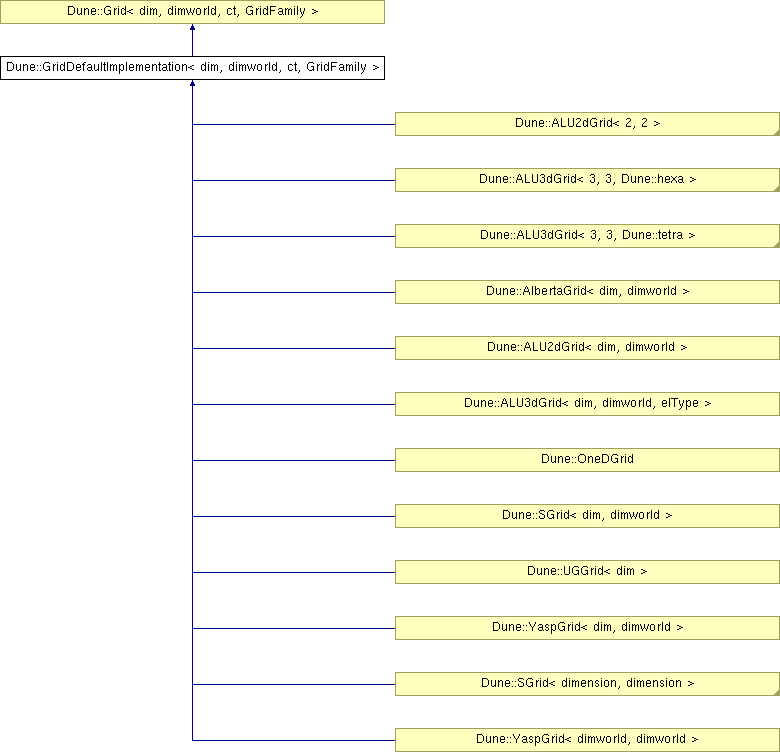 Dune::Grid< dim, dimworld, ct, GridFamily >
Dune::GridDefaultImplementation< dim, dimworld, ct, GridFamily >
Dune::ALU2dGrid< 2, 2 >
Dune::ALU3dGrid< 3, 3, Dune::hexa >
Dune::ALU3dGrid< 3, 3, Dune::tetra >
Dune::AlbertaGrid< dim, dimworld >
Dune::ALU2dGrid< dim, dimworld >
Dune::ALU3dGrid< dim, dimworld, elType >
Dune::OneDGrid
Dune::SGrid< dim, dimworld >
Dune::UGGrid< dim >
Dune::YaspGrid< dim, dimworld >
Dune::SGrid< dimension, dimension >
Dune::YaspGrid< dimworld, dimworld >